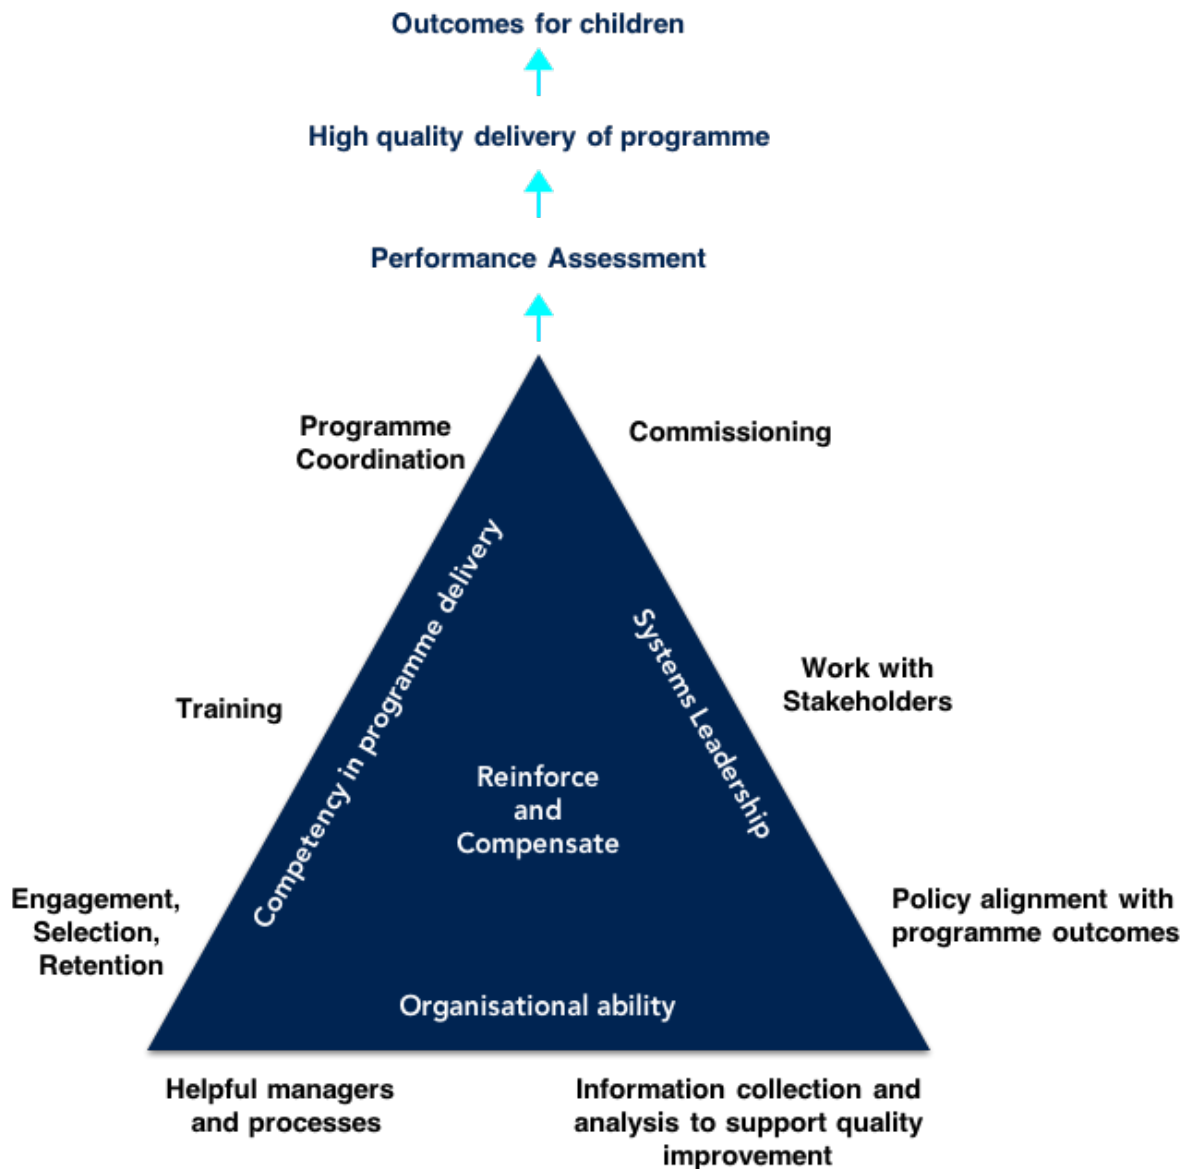 Outcomes for children
High quality delivery of programme
Performance Assessment
Programme
Coordination
Commissioning
Competency in programme delivery
Systems Leadership
Training
Work with
Stakeholders
Reinforce
and
Compensate
Engagement,
Selection,
Retention
Policy alignment with
programme outcomes
Organisational ability
Helpful managers
and processes
Information collection and
analysis to support quality
improvement